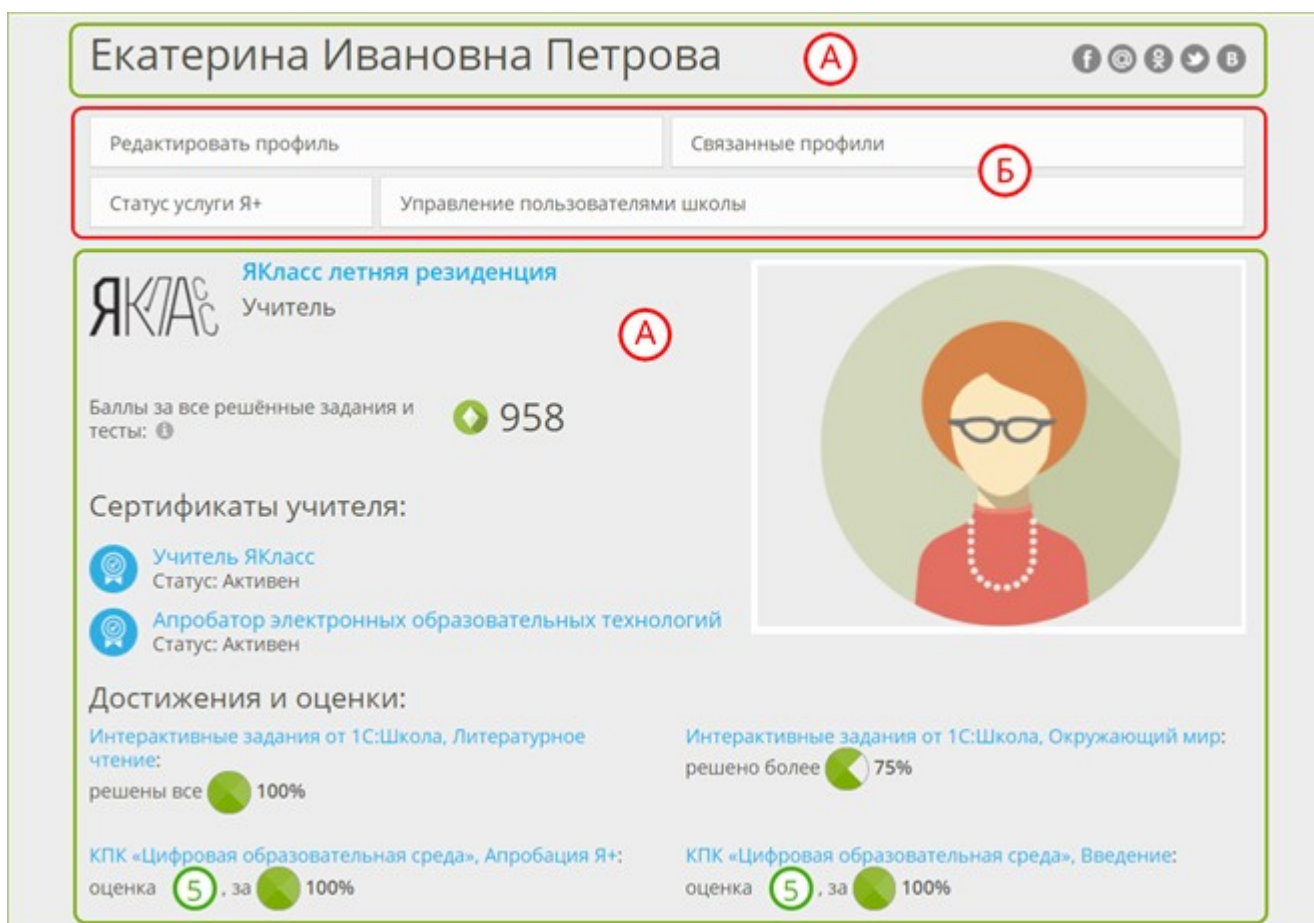 Екатерина Ивановна Петрова А
Редактировать профиль Связанные профили
Б
Статус услуги Я+ Управление пользователями школы
ЯКЛАСС ЯКласс летняя резиденция
Учитель
А
Баллы за все решённые задания и
тесты: 958
Сертификаты учителя:
Учитель ЯКласс
Статус: Активен
Апробатор электронных образовательных технологий
Статус: Активен
Достижения и оценки:
Интерактивные задания от 1С:Школа, Литературное
чтение:
решены все 100%
Интерактивные задания от 1С:Школа, Окружающий мир:
решено более 75%
КПК «Цифровая образовательная среда», Апробация Я+:
оценка 5, за 100%
КПК «Цифровая образовательная среда», Введение:
оценка 5, за 100%